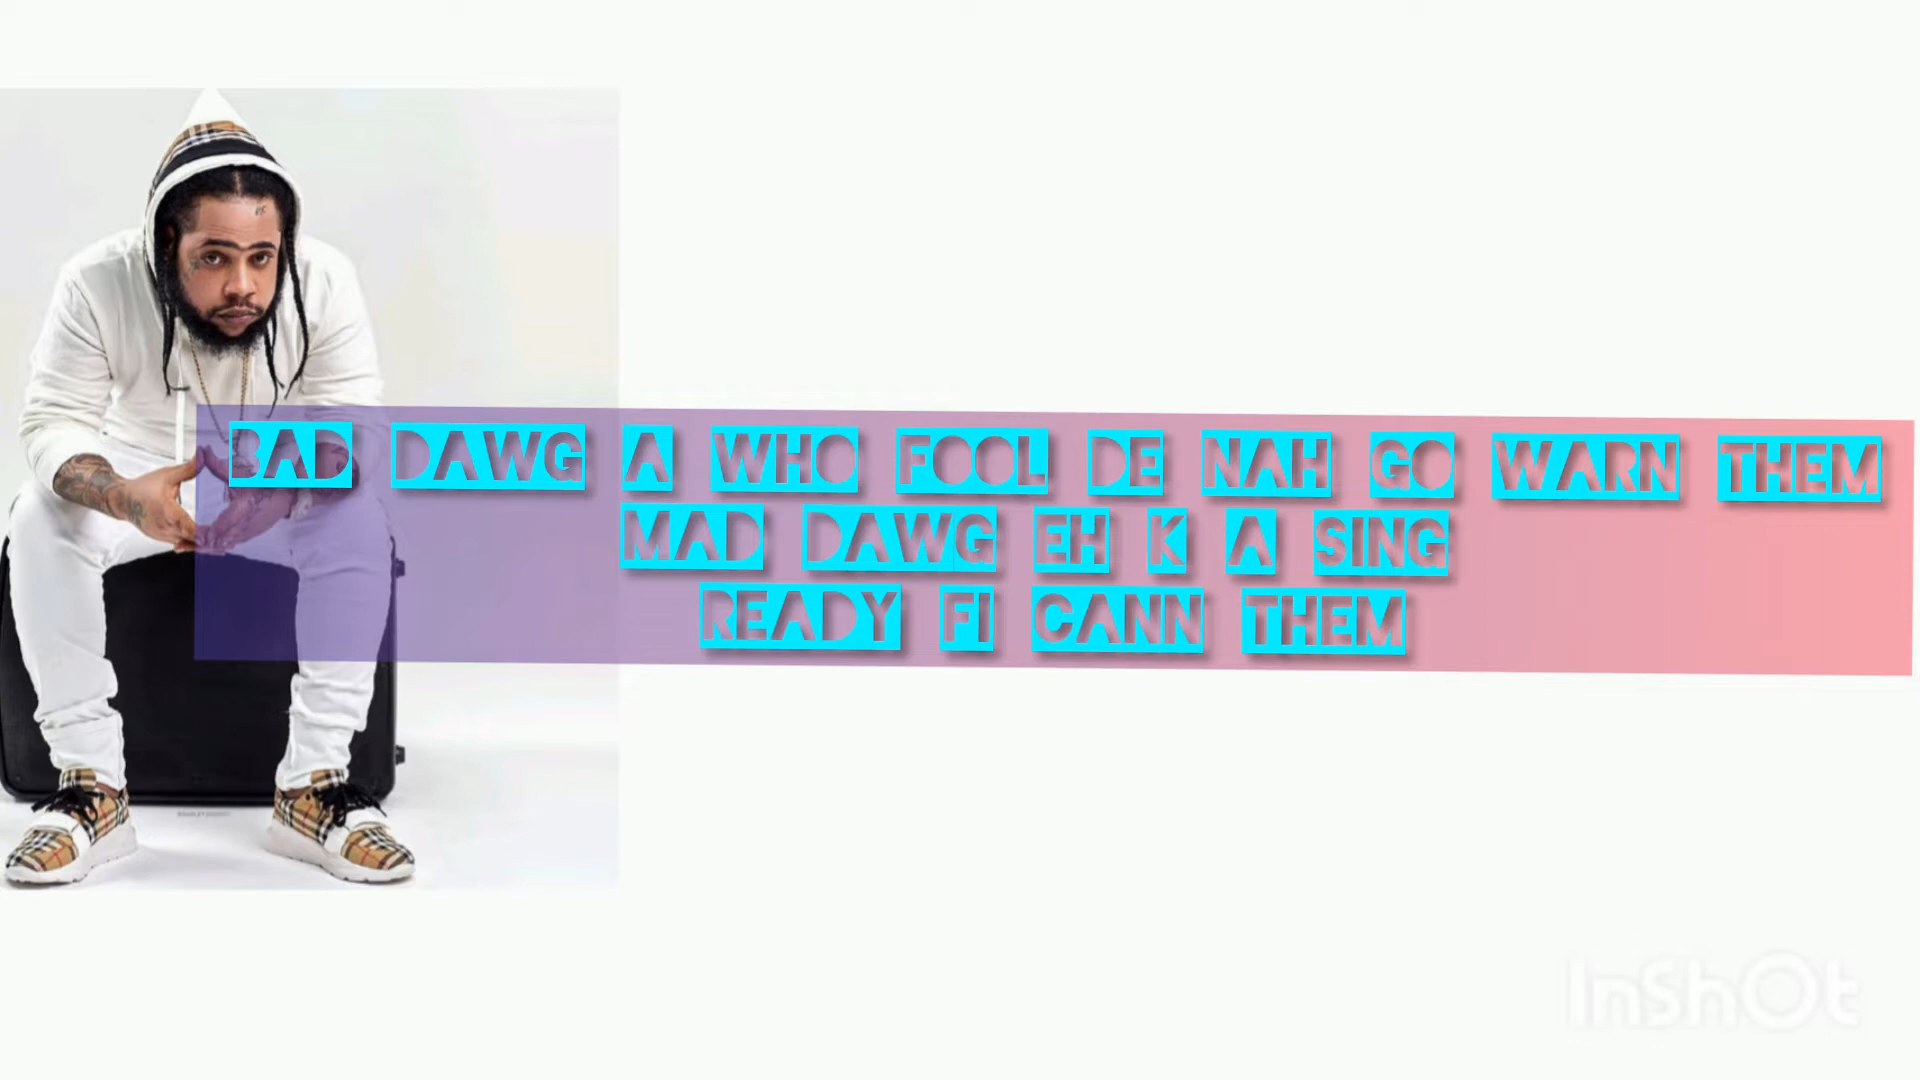 BAD DAWG A WHO FOOL DE NAH GO WARN THEM
MAD DAWG EH K A SING
READY FI CANN THEM
InShOt